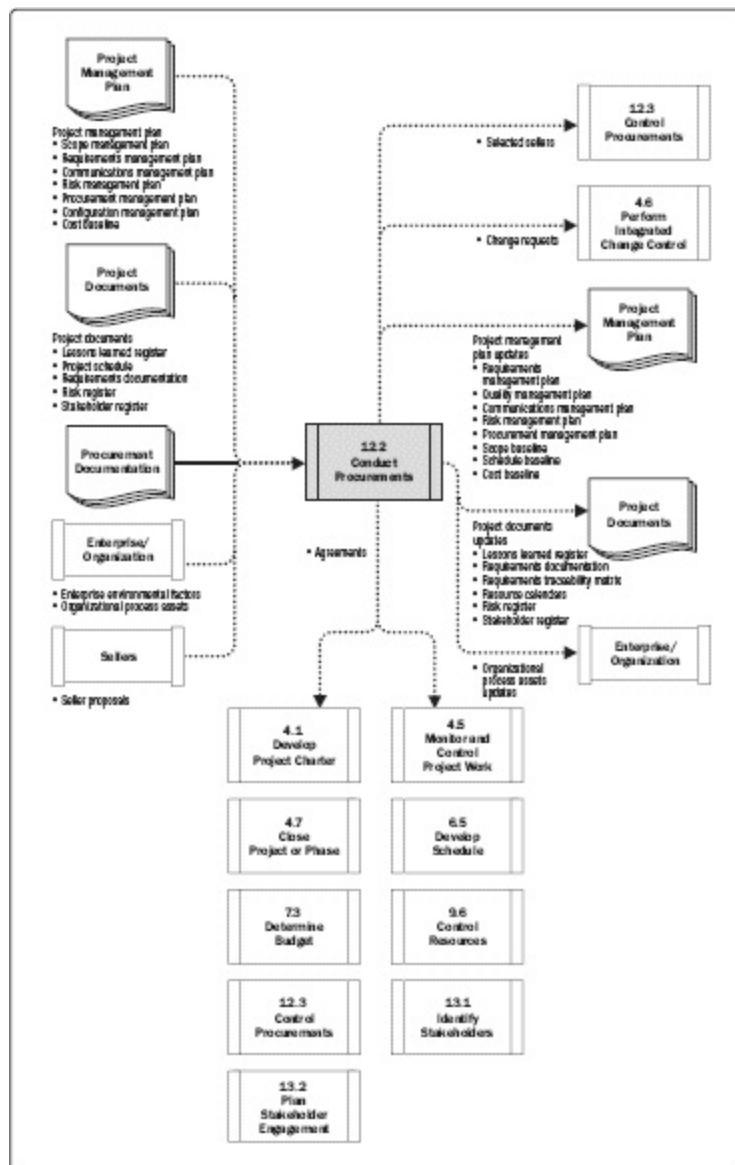 Project
Management
Plan
Project management plan
• Scope management plan
• Requirements management plan
• Communications management plan
• Risk management plan
• Procurement management plan
• Configuration management plan
• Cost baseline
Project
Documents
Project documents
• Lessons learned register
• Project schedule
• Requirements documentation
• Risk register
• Stakeholder register
Procurement
Documentation
Enterprise/
Organization
• Enterprise environmental factors
• Organizational process assets
Sellers
• Seller proposals
12.2
Conduct
Procurements
• Selected sellers
12.3
Control
Procurements
• Change requests
4.6
Perform
Integrated
Change Control
Project
Management
Plan
Project management
plan updates
• Requirements
management plan
• Quality management plan
• Communications management plan
• Risk management plan
• Procurement management plan
• Scope baseline
• Schedule baseline
• Cost baseline
Project
Documents
Project documents
updates
• Lessons learned register
• Requirements documentation
• Requirements traceability matrix
• Resource calendars
• Risk register
• Stakeholder register
Enterprise/
Organization
• Organizational
process assets
updates
• Agreements
4.1
Develop
Project Charter
4.5
Monitor and
Control
Project Work
4.7
Close
Project or Phase
6.5
Develop
Schedule
7.3
Determine
Budget
9.6
Control
Resources
12.3
Control
Procurements
13.1
Identify
Stakeholders
13.2
Plan
Stakeholder
Engagement